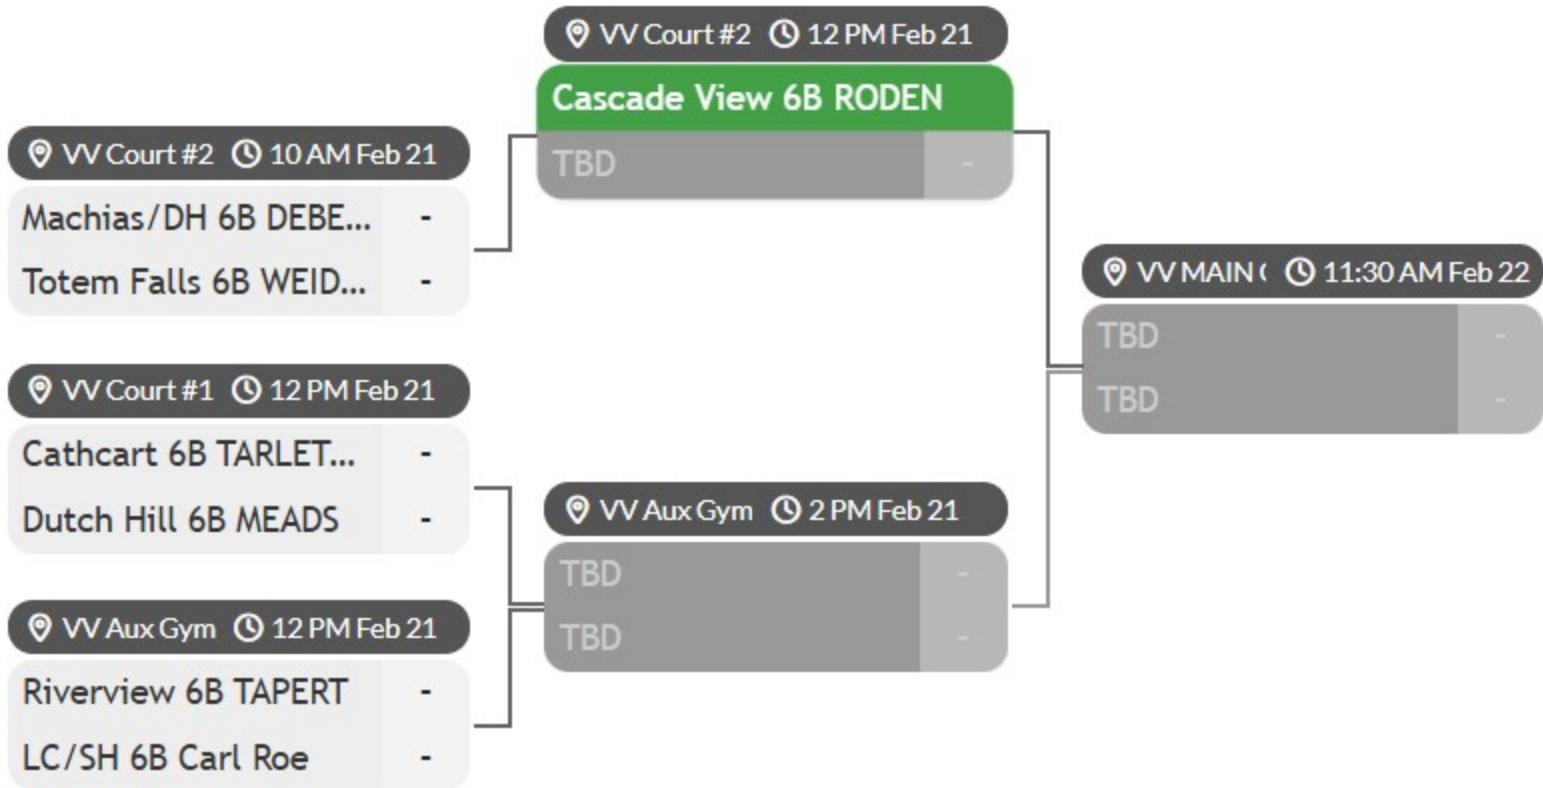 VV Court #2 12 PM Feb 21
Cascade View 6B RODEN
TBD -
VV Court #2 10 AM Feb 21
Machias/DH 6B DEBE... -
Totem Falls 6B WEID... -
VV MAIN 11:30 AM Feb 22
TBD -
TBD -
VV Court #1 12 PM Feb 21
Cathcart 6B TARLET... -
Dutch Hill 6B MEADS -
VV Aux Gym 2 PM Feb 21
TBD -
TBD -
VV Aux Gym 12 PM Feb 21
Riverview 6B TAPERT -
LC/SH 6B Carl Roe -